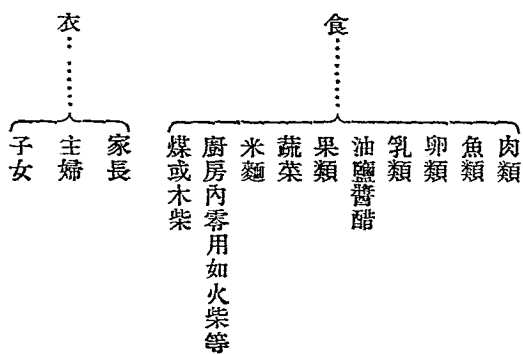 食
肉類
魚類
卵類
乳類
油鹽醬醋
果類
蔬菜
米麵
廚房內零用如火柴等
煤或木柴
衣
家長
主婦
子女